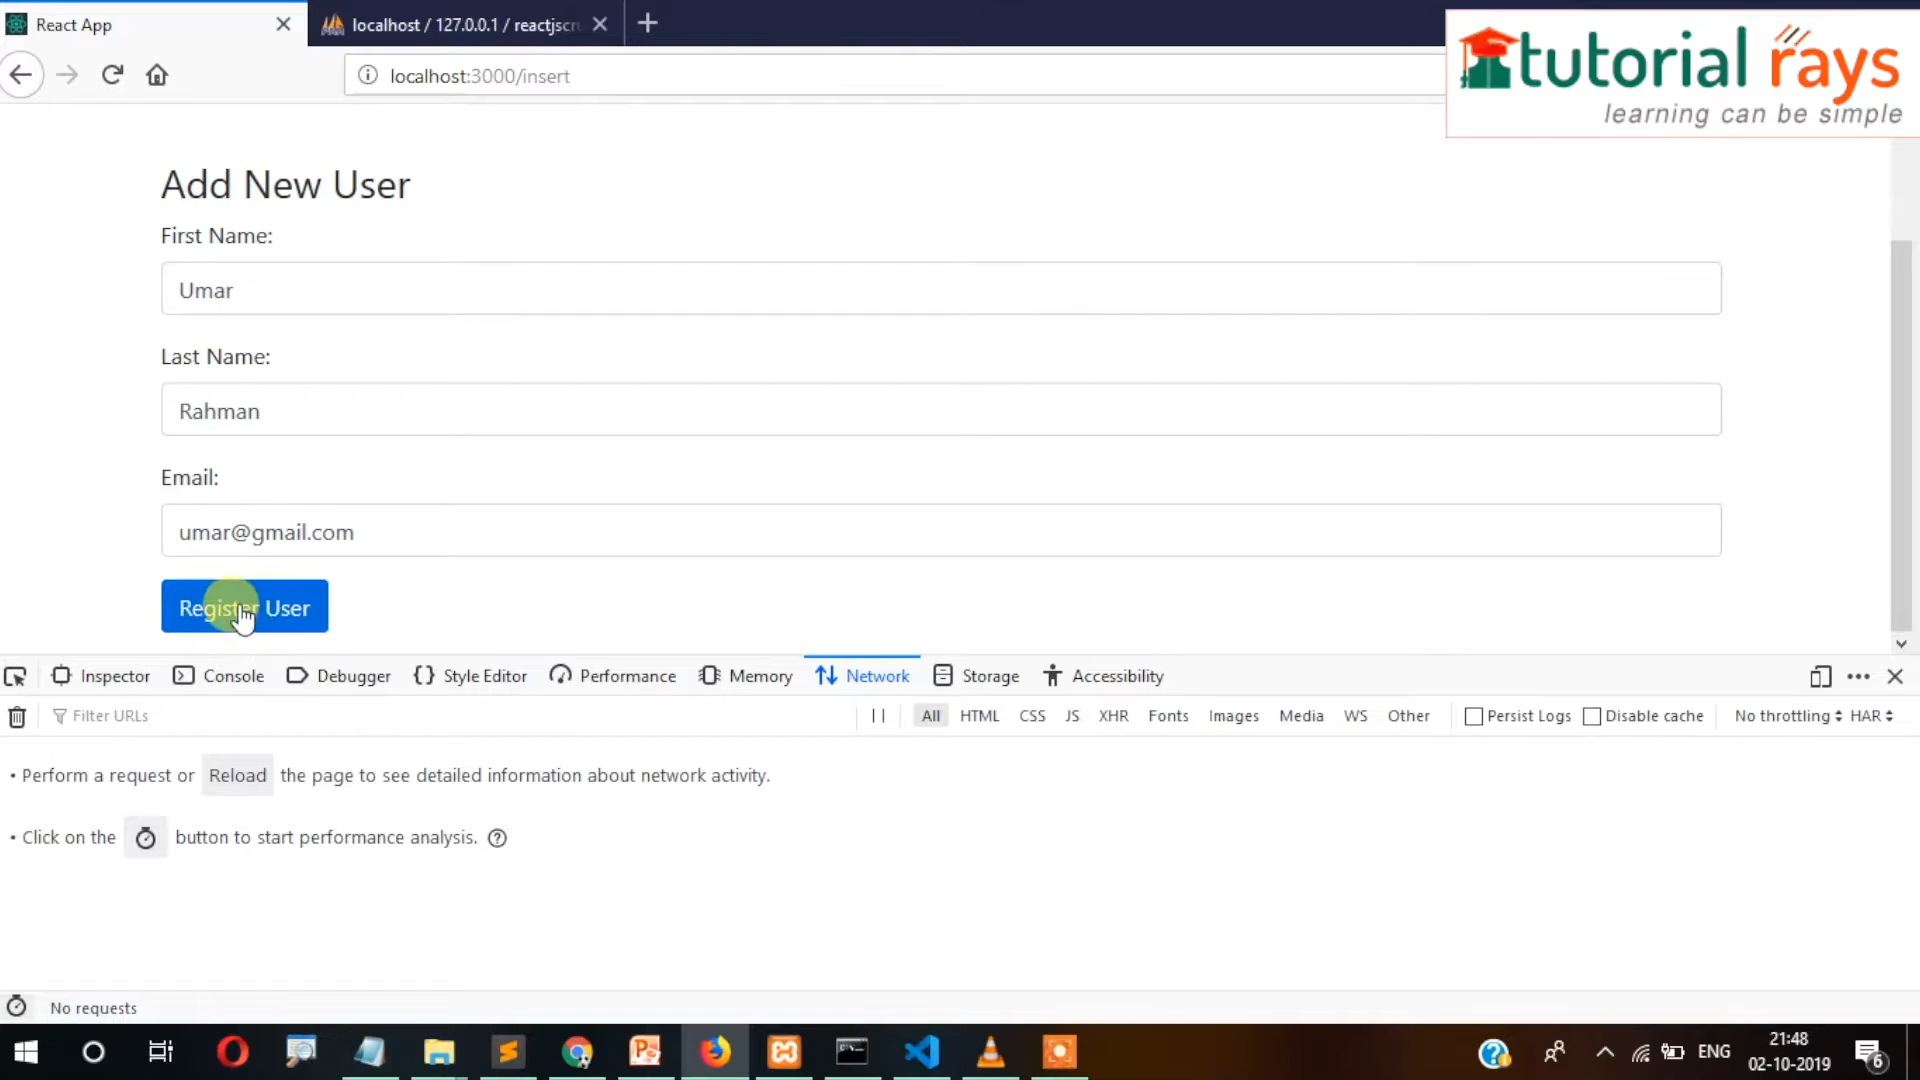 React App
localhost / 127.0.0.1 / reactjscru
localhost:3000/insert
tutorial rays
learning can be simple
Add New User
First Name:
Umar
Last Name:
Rahman
Email:
umar@gmail.com
Register User
Inspector Console Debugger {} Style Editor Performance Memory Network Storage Accessibility
Filter URLs All HTML CSS JS XHR Fonts Images Media WS Other Persist Logs Disable cache No throttling HAR
• Perform a request or Reload the page to see detailed information about network activity.
• Click on the button to start performance analysis.
No requests
ENG
21:48
02-10-2019
6